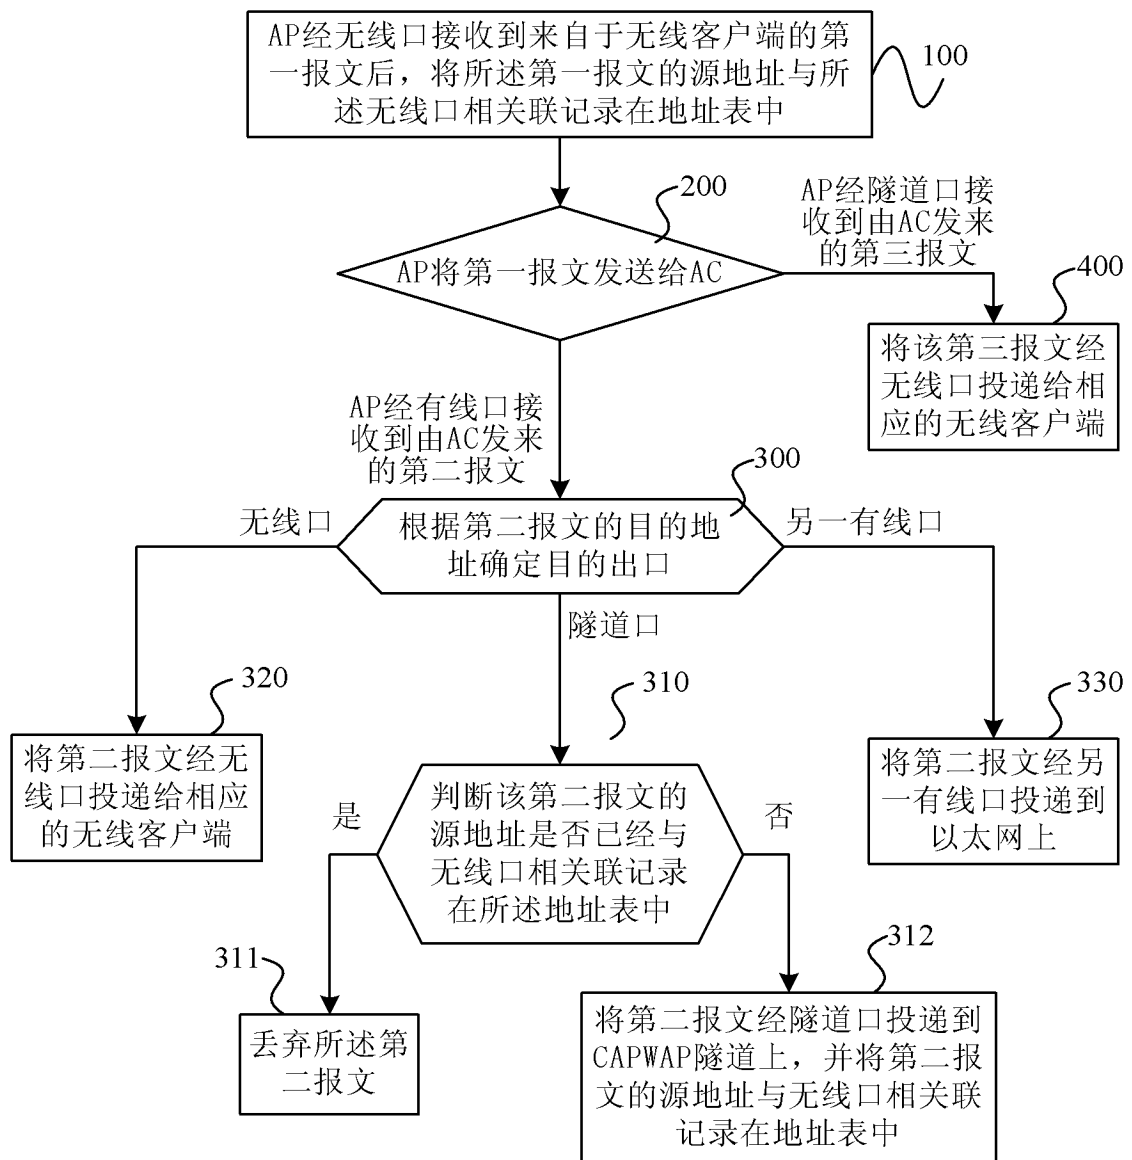 AP经无线口接收到来自于无线客户端的第
一报文后，将所述第一报文的源地址与所
述无线口相关联记录在地址表中
100
200
AP将第一报文发送给AC
AP经隧道口接
收到由AC发来
的第三报文
400
将该第三报文经
无线口投递给相
应的无线客户端
AP经有线口接
收到由AC发来
的第二报文
300
根据第二报文的目的地
址确定目的出口
无线口
另一有线口
隧道口
320
将第二报文经无
线口投递给相应
的无线客户端
310
判断该第二报文的
源地址是否已经与
无线口相关联记录
在所述地址表中
330
将第二报文经另
一有线口投递到
以太网上
是
否
311
丢弃所述第
二报文
312
将第二报文经隧道口投递到
CAPWAP隧道上，并将第二报
文的源地址与无线口相关联
记录在地址表中